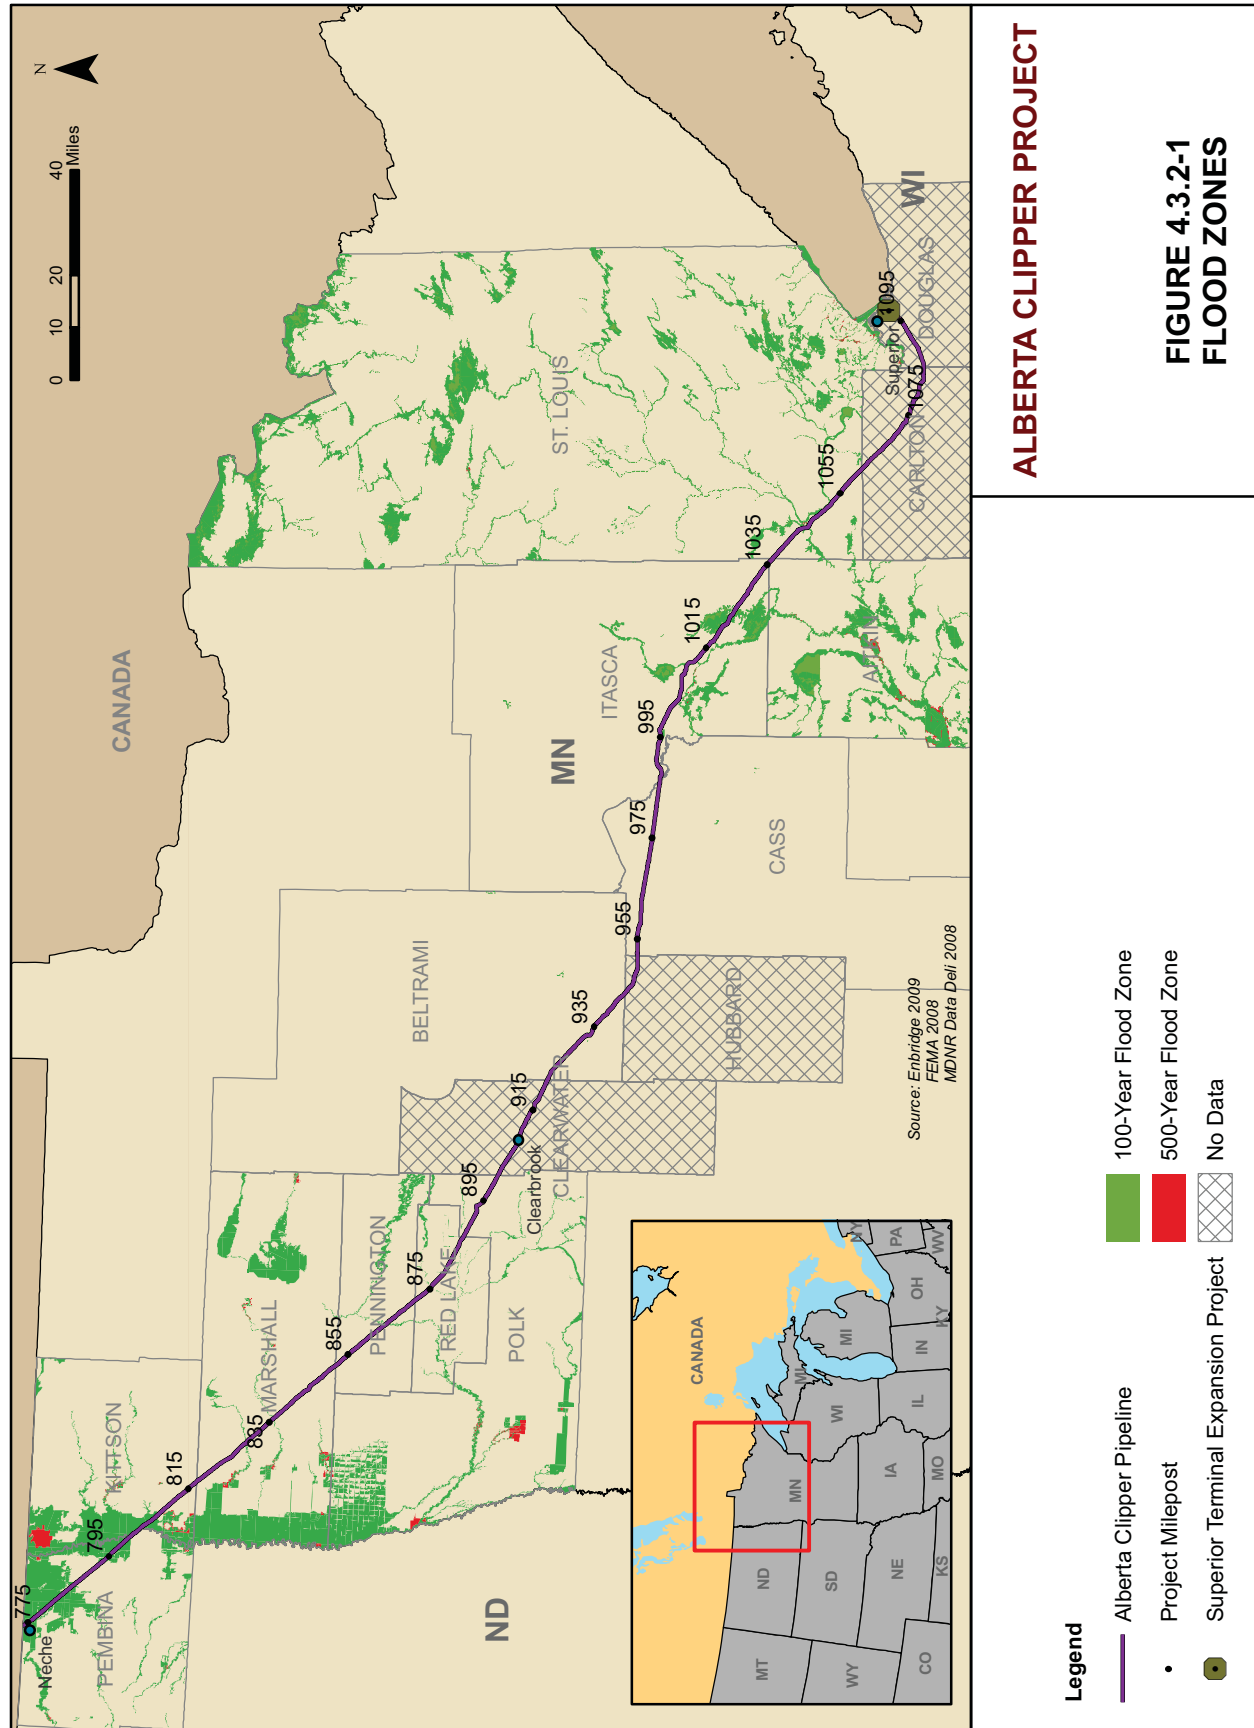 N
0 10 20 40
Miles
CANADA
MN
ND
WI
Neche
775
PEMBINA
795
KITTSON
815
MARSHALL
835
855
PENNINGTON
875
RED LAKE
POLK
895
Clearbrook
CLEARWATER
915
BELTRAMI
935
HUBBARD
955
975
CASS
995
ITASCA
1015
AITKIN
1035
ST. LOUIS
1055
CARLTON
1075
Superior
1095
DOUGLAS
Source: Enbridge 2009
FEMA 2008
MDNR Data Deli 2008
CANADA
MT
ND
MN
WY
SD
WI
MI
MI
NE
IA
CO
KS
MO
IL
IN
OH
KY
WV
PA
NY
Legend
Alberta Clipper Pipeline
Project Milepost
Superior Terminal Expansion Project
100-Year Flood Zone
500-Year Flood Zone
No Data
ALBERTA CLIPPER PROJECT
FIGURE 4.3.2-1
FLOOD ZONES